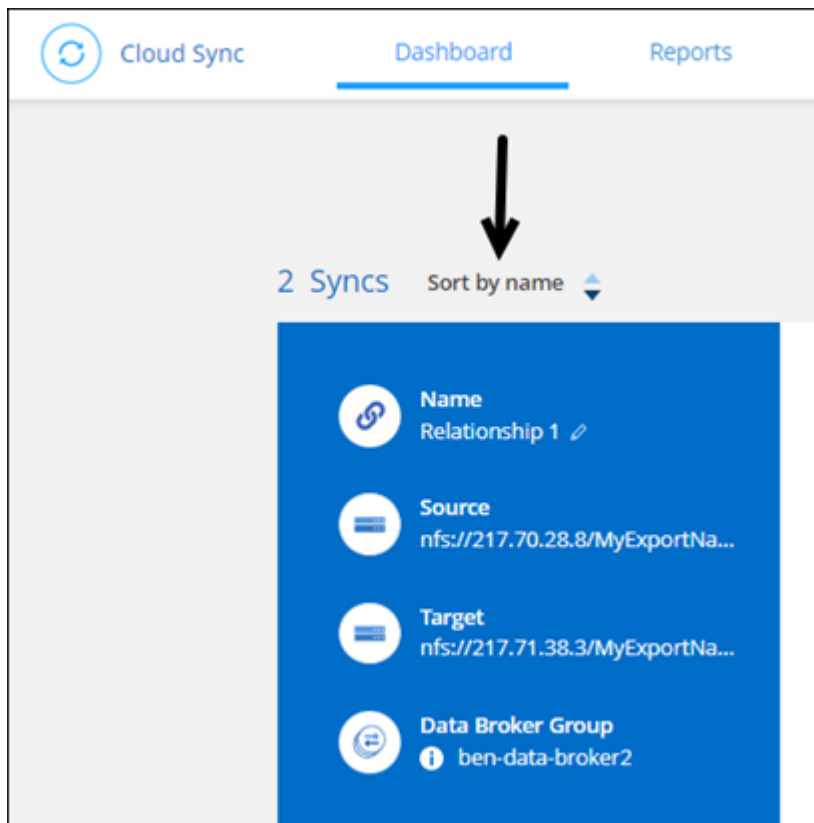 Cloud Sync
Dashboard
Reports
2 Syncs
Sort by name
Name
Relationship 1
Source
nfs://217.70.28.8/MyExportNa...
Target
nfs://217.71.38.3/MyExportNa...
Data Broker Group
ben-data-broker2